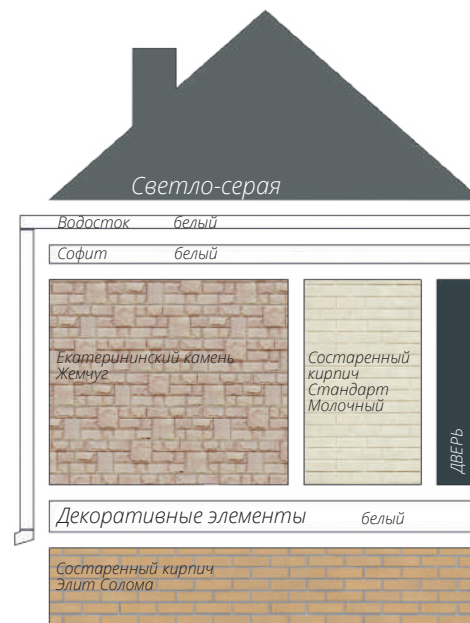 Светло-серая
Водосток белый
Софит белый
Екатерининский камень
Жемчуг
Состаренный
кирпич
Стандарт
Молочный
ДВЕРЬ
Декоративные элементы белый
Состаренный кирпич
Элит Солома